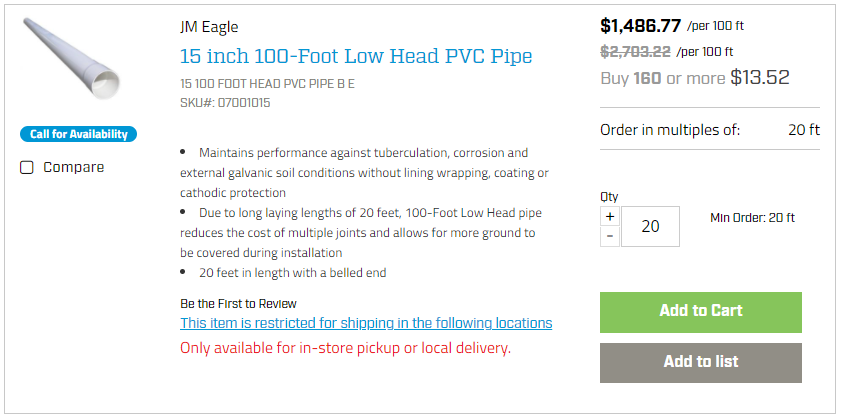 JM Eagle
15 inch 100-Foot Low Head PVC Pipe
15 100 FOOT HEAD PVC PIPE B E
SKU#: 07001015
Call for Availability
Compare
• Maintains performance against tuberculation, corrosion and
external galvanic soil conditions without lining wrapping, coating or
cathodic protection
• Due to long laying lengths of 20 feet, 100-Foot Low Head pipe
reduces the cost of multiple joints and allows for more ground to
be covered during installation
• 20 feet in length with a belled end
Be the First to Review
This item is restricted for shipping in the following locations
Only available for in-store pickup or local delivery.
$1,486.77 /per 100 ft
$2,703.22 /per 100 ft
Buy 160 or more $13.52
Order in multiples of: 20 ft
Qty
+
-
20
Min Order: 20 ft
Add to Cart
Add to list